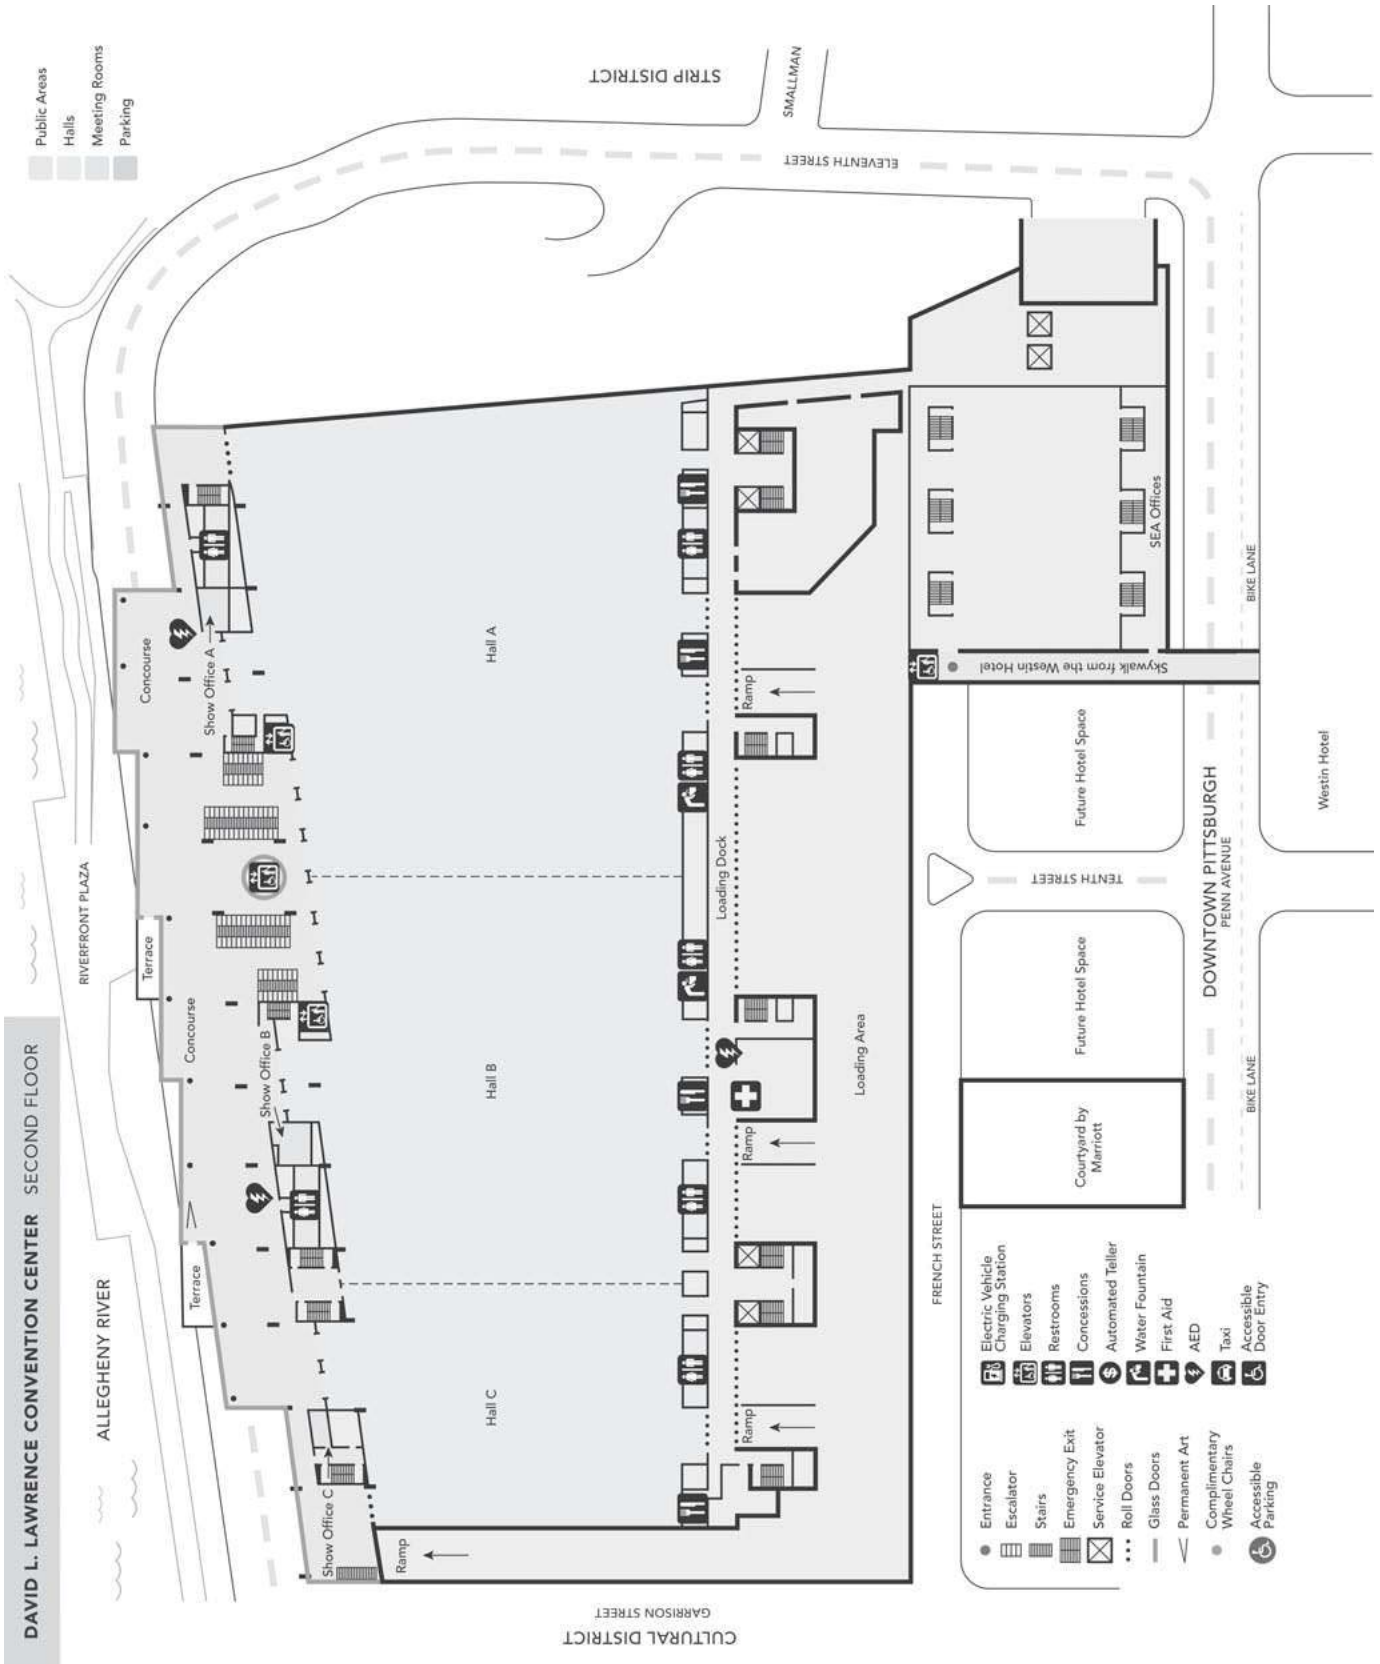 DAVID L. LAWRENCE CONVENTION CENTER SECOND FLOOR
Public Areas
Halls
Meeting Rooms
Parking
ALLEGHENY RIVER
RIVERFRONT PLAZA
Terrace
Terrace
Concourse
Concourse
Show Office C
Show Office B
Show Office A
Ramp
Hall C
Hall B
Hall A
STRIP DISTRICT
SMALLMAN
ELEVENTH STREET
CULTURAL DISTRICT
GARRISON STREET
Loading Dock
Ramp
Ramp
Ramp
Loading Area
FRENCH STREET
Courtyard by
Marriott
Future Hotel Space
TENTH STREET
Future Hotel Space
Skywalk from the Westin Hotel
SEA Offices
DOWNTOWN PITTSBURGH
PENN AVENUE
BIKE LANE
BIKE LANE
Westin Hotel
Entrance
Escalator
Stairs
Emergency Exit
Service Elevator
Roll Doors
Glass Doors
Permanent Art
Complimentary
Wheel Chairs
Accessible
Parking
Electric Vehicle
Charging Station
Elevators
Restrooms
Concessions
Automated Teller
Water Fountain
First Aid
AED
Taxi
Accessible
Door Entry